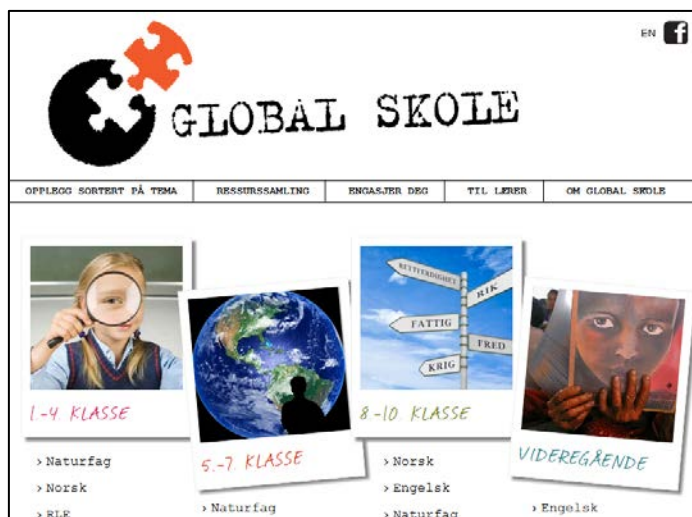 EN f
GLOBAL SKOLE
OPPLEGG SORTERT PÅ TEMA RESSURSSAMLING ENGASJER DEG TIL LÆRER OM GLOBAL SKOLE
RETTFERDIGHET
RIK
FATTIG
FRED
KRIG
1.-4. KLASSE
5.-7. KLASSE
8.-10. KLASSE
VIDEREGÅENDE
› Naturfag
› Norsk
› RLE
› Naturfag
› Norsk
› Engelsk
› Naturfag
› Engelsk